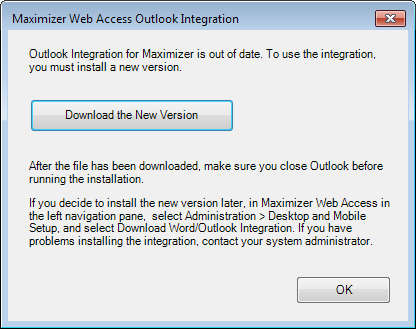 Maximizer Web Access Outlook Integration
Outlook Integration for Maximizer is out of date. To use the integration,
you must install a new version.
Download the New Version
After the file has been downloaded, make sure you close Outlook before
running the installation.
If you decide to install the new version later, in Maximizer Web Access in
the left navigation pane,  select Administration > Desktop and Mobile
Setup, and select Download Word/Outlook Integration. If you have
problems installing the integration, contact your system administrator.
OK